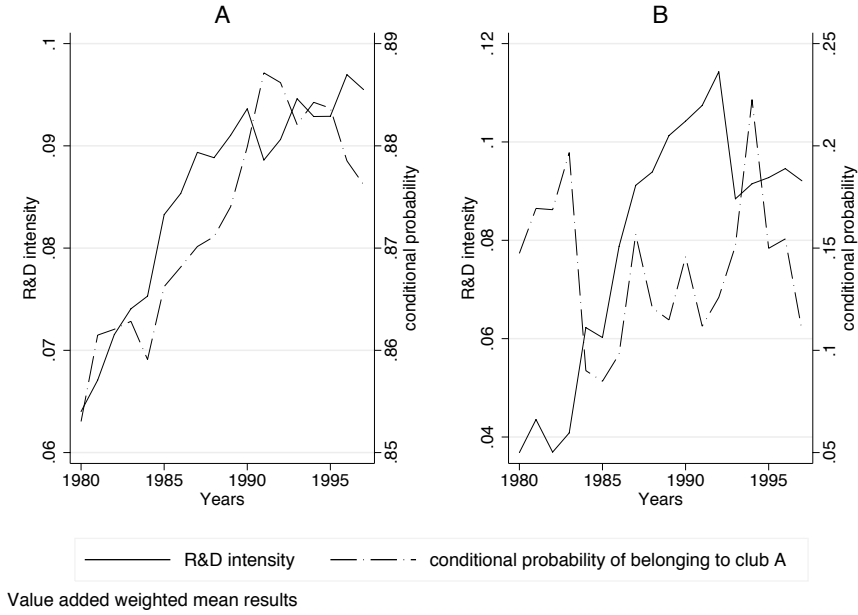 A
R&D intensity
.1
.09
.08
.07
.06
.89
.88
.87
.86
.85
conditional probability
1980 1985 1990 1995
Years
B
R&D intensity
.12
.1
.08
.06
.04
.25
.2
.15
.1
.05
conditional probability
1980 1985 1990 1995
Years
R&D intensity conditional probability of belonging to club A
Value added weighted mean results